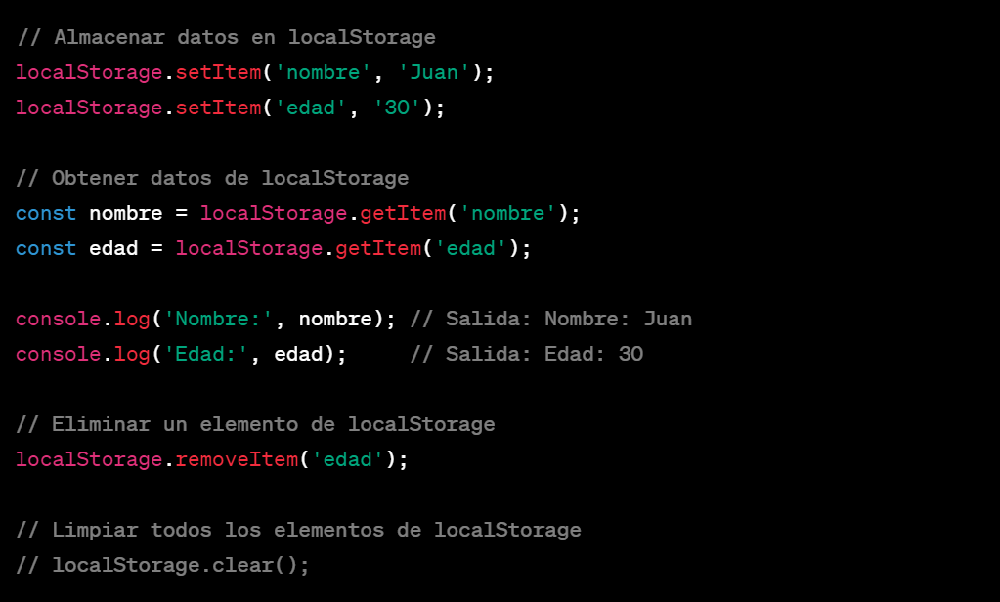 // Almacenar datos en localStorage
localStorage.setItem('nombre', 'Juan');
localStorage.setItem('edad', '30');
// Obtener datos de localStorage
const nombre = localStorage.getItem('nombre');
const edad = localStorage.getItem('edad');
console.log('Nombre:', nombre); // Salida: Nombre: Juan
console.log('Edad:', edad);     // Salida: Edad: 30
// Eliminar un elemento de localStorage
localStorage.removeItem('edad');
// Limpiar todos los elementos de localStorage
// localStorage.clear();